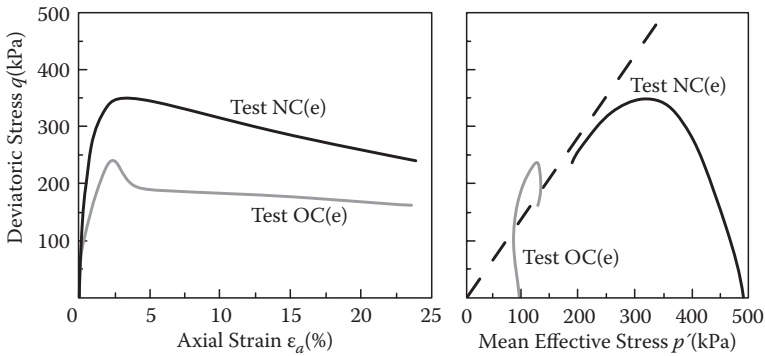 Deviatoric Stress q(kPa)
500
400
300
200
100
0
5
10
15
20
25
Axial Strain εa(%)
Test NC(e)
Test OC(e)
0
100
200
300
400
500
Mean Effective Stress p´(kPa)
Test NC(e)
Test OC(e)